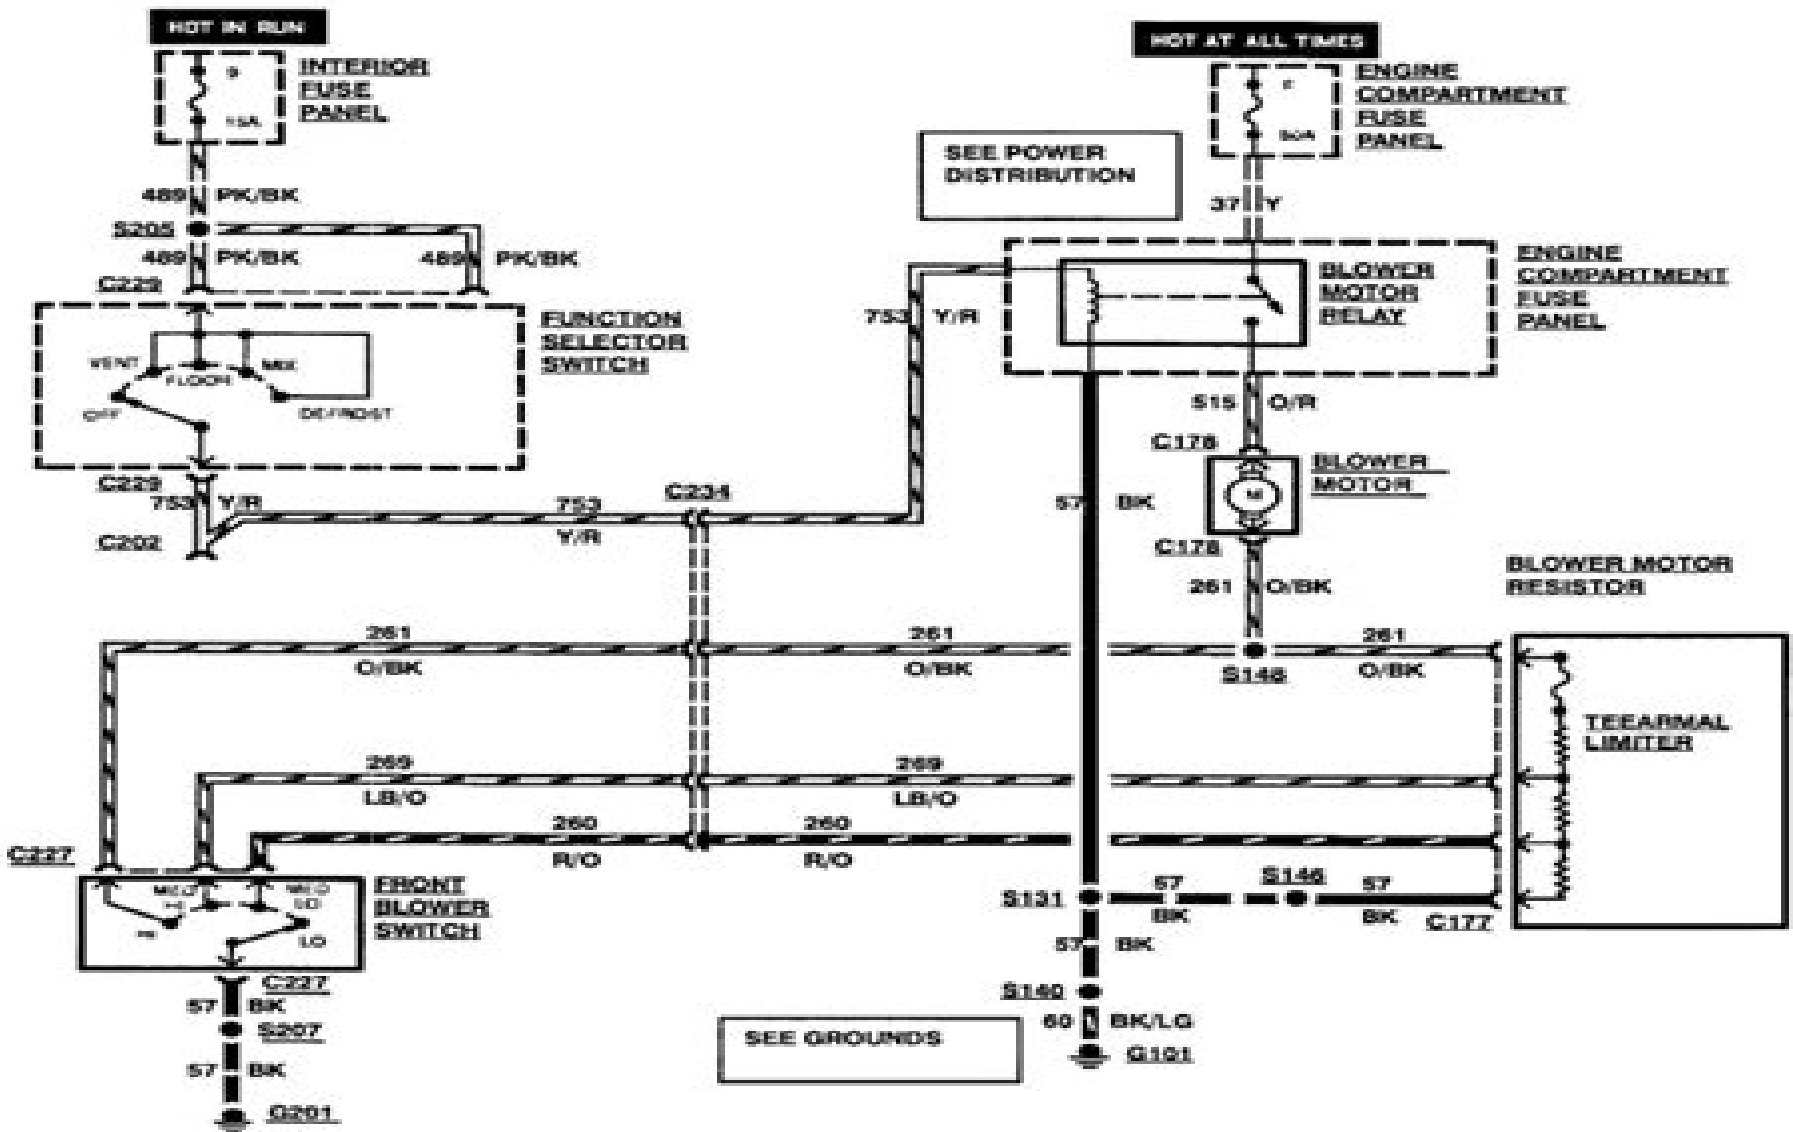 HOT IN RUN
HOT AT ALL TIMES
9
15A
INTERIOR
FUSE
PANEL
ENGINE
COMPARTMENT
FUSE
PANEL
SEE POWER
DISTRIBUTION
489 PK/BK
37 Y
S205
489 PK/BK
489 PK/BK
C229
FUNCTION
SELECTOR
SWITCH
VENT
FLOOR
MIX
OFF
DEFROST
753 Y/R
BLOWER
MOTOR
RELAY
ENGINE
COMPARTMENT
FUSE
PANEL
515 O/R
C178
BLOWER
MOTOR
M
C229
753 Y/R
C202
753
Y/R
C234
57 BK
C178
261 O/BK
BLOWER MOTOR
RESISTOR
261
O/BK
261
O/BK
S148
261
O/BK
TEEARMAL
LIMITER
269
LB/O
269
LB/O
260
R/O
260
R/O
C227
MED
HI
MED
LO
HI
LO
FRONT
BLOWER
SWITCH
S131
57
BK
S146
57
BK
C177
57 BK
C227
57 BK
S207
57 BK
G201
S140
60 BK/LG
G101
SEE GROUNDS